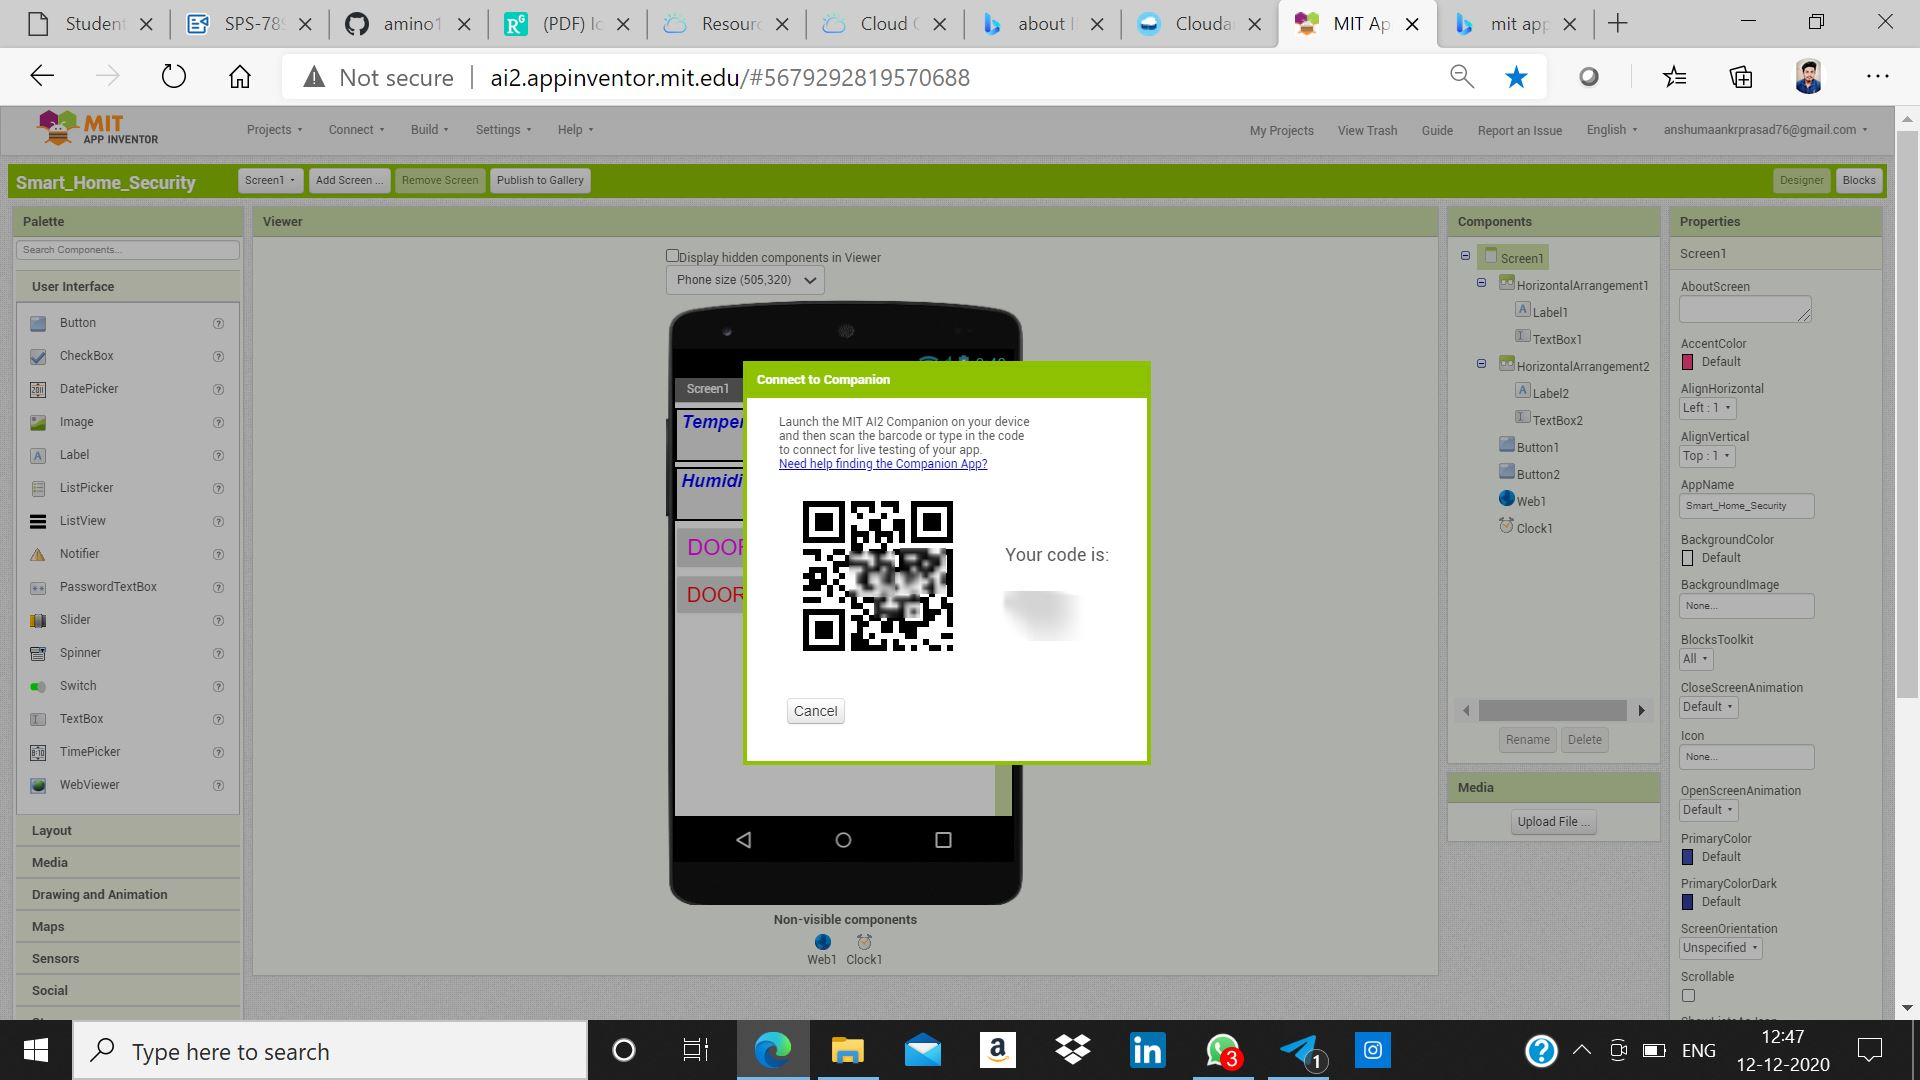 Student
SPS-789
amino1
(PDF) Io
Resourc
Cloud
about I
Clouda
MIT Ap
mit app
Not secure
ai2.appinventor.mit.edu/#5679292819570688
MIT
APP INVENTOR
Projects
Connect
Build
Settings
Help
My Projects
View Trash
Guide
Report an Issue
English
anshumaankrprasad76@gmail.com
Smart_Home_Security
Screen1
Add Screen ...
Remove Screen
Publish to Gallery
Designer
Blocks
Palette
Search Components...
User Interface
Button
CheckBox
DatePicker
Image
Label
ListPicker
ListView
Notifier
PasswordTextBox
Slider
Spinner
Switch
TextBox
TimePicker
WebViewer
Layout
Media
Drawing and Animation
Maps
Sensors
Social
Viewer
Display hidden components in Viewer
Phone size (505,320)
Screen1
Temper
Humidi
DOOR
DOOR
Connect to Companion
Launch the MIT AI2 Companion on your device
and then scan the barcode or type in the code
to connect for live testing of your app.
Need help finding the Companion App?
Your code is:
Cancel
Non-visible components
Web1
Clock1
Components
Screen1
HorizontalArrangement1
Label1
TextBox1
HorizontalArrangement2
Label2
TextBox2
Button1
Button2
Web1
Clock1
Rename
Delete
Media
Upload File ...
Properties
Screen1
AboutScreen
AccentColor
Default
AlignHorizontal
Left : 1
AlignVertical
Top : 1
AppName
Smart_Home_Security
BackgroundColor
Default
BackgroundImage
None...
BlocksToolkit
All
CloseScreenAnimation
Default
Icon
None...
OpenScreenAnimation
Default
PrimaryColor
Default
PrimaryColorDark
Default
ScreenOrientation
Unspecified
Scrollable
Type here to search
3
1
ENG
12:47
12-12-2020